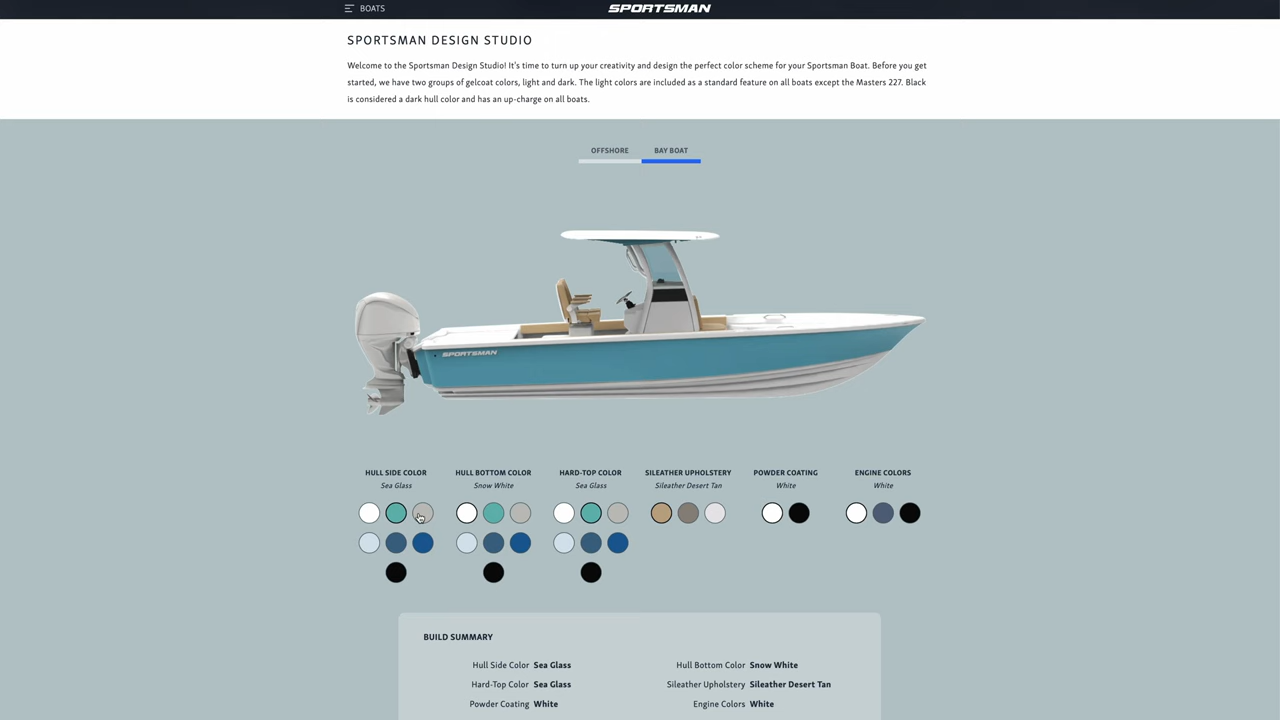 BOATS
SPORTSMAN
SPORTSMAN DESIGN STUDIO
Welcome to the Sportsman Design Studio! It's time to turn up your creativity and design the perfect color scheme for your Sportsman Boat. Before you get
started, we have two groups of gelcoat colors, light and dark. The light colors are included as a standard feature on all boats except the Masters 227. Black
is considered a dark hull color and has an up-charge on all boats.
OFFSHORE BAY BOAT
SPORTSMAN
HULL SIDE COLOR HULL BOTTOM COLOR HARD-TOP COLOR SILEATHER UPHOLSTERY POWDER COATING ENGINE COLORS
Sea Glass Snow White Sea Glass Sileather Desert Tan White White
BUILD SUMMARY
Hull Side Color Sea Glass Hull Bottom Color Snow White
Hard-Top Color Sea Glass Sileather Upholstery Sileather Desert Tan
Powder Coating White Engine Colors White